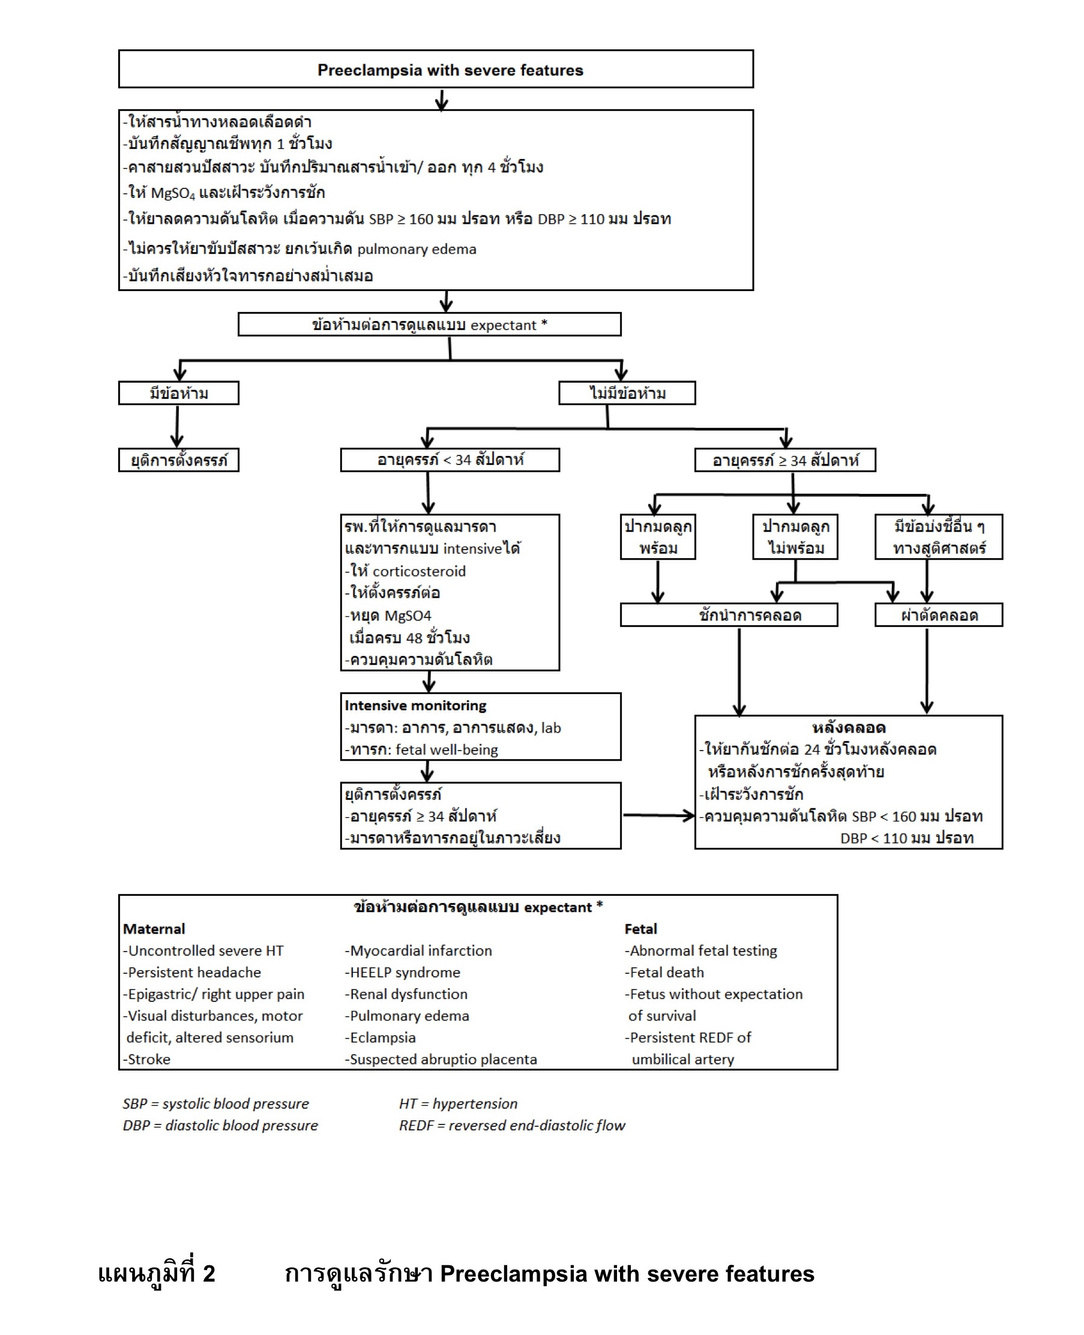 Preeclampsia with severe features
-ให้สารน้ำทางหลอดเลือดดำ
-บันทึกสัญญาณชีพทุก 1 ชั่วโมง
-คาสายสวนปัสสาวะ บันทึกปริมาณสารน้ำเข้า/ ออก ทุก 4 ชั่วโมง
-ให้ MgSO₄ และเฝ้าระวังการชัก
-ให้ยาลดความดันโลหิต เมื่อความดัน SBP ≥ 160 มม ปรอท หรือ DBP ≥ 110 มม ปรอท
-ไม่ควรให้ยาขับปัสสาวะ ยกเว้นเกิด pulmonary edema
-บันทึกเสียงหัวใจทารกอย่างสม่ำเสมอ
ข้อห้ามต่อการดูแลแบบ expectant *
มีข้อห้าม
ไม่มีข้อห้าม
ยุติการตั้งครรภ์
อายุครรภ์ < 34 สัปดาห์
อายุครรภ์ ≥ 34 สัปดาห์
รพ.ที่ให้การดูแลมารดา
และทารกแบบ intensiveได้
-ให้ corticosteroid
-ให้ตั้งครรภ์ต่อ
-หยุด MgSO4
เมื่อครบ 48 ชั่วโมง
-ควบคุมความดันโลหิต
ปากมดลูก
พร้อม
ปากมดลูก
ไม่พร้อม
มีข้อบ่งชี้อื่น ๆ
ทางสูติศาสตร์
ชักนำการคลอด
ผ่าตัดคลอด
Intensive monitoring
-มารดา: อาการ, อาการแสดง, lab
-ทารก: fetal well-being
ยุติการตั้งครรภ์
-อายุครรภ์ ≥ 34 สัปดาห์
-มารดาหรือทารกอยู่ในภาวะเสี่ยง
หลังคลอด
-ให้ยากันชักต่อ 24 ชั่วโมงหลังคลอด
หรือหลังการชักครั้งสุดท้าย
-เฝ้าระวังการชัก
-ควบคุมความดันโลหิต SBP < 160 มม ปรอท
DBP < 110 มม ปรอท
ข้อห้ามต่อการดูแลแบบ expectant *
Maternal
-Uncontrolled severe HT
-Persistent headache
-Epigastric/ right upper pain
-Visual disturbances, motor
deficit, altered sensorium
-Stroke
-Myocardial infarction
-HEELP syndrome
-Renal dysfunction
-Pulmonary edema
-Eclampsia
-Suspected abruptio placenta
Fetal
-Abnormal fetal testing
-Fetal death
-Fetus without expectation
of survival
-Persistent REDF of
umbilical artery
SBP = systolic blood pressure
DBP = diastolic blood pressure
HT = hypertension
REDF = reversed end-diastolic flow
แผนภูมิที่ 2 การดูแลรักษา Preeclampsia with severe features